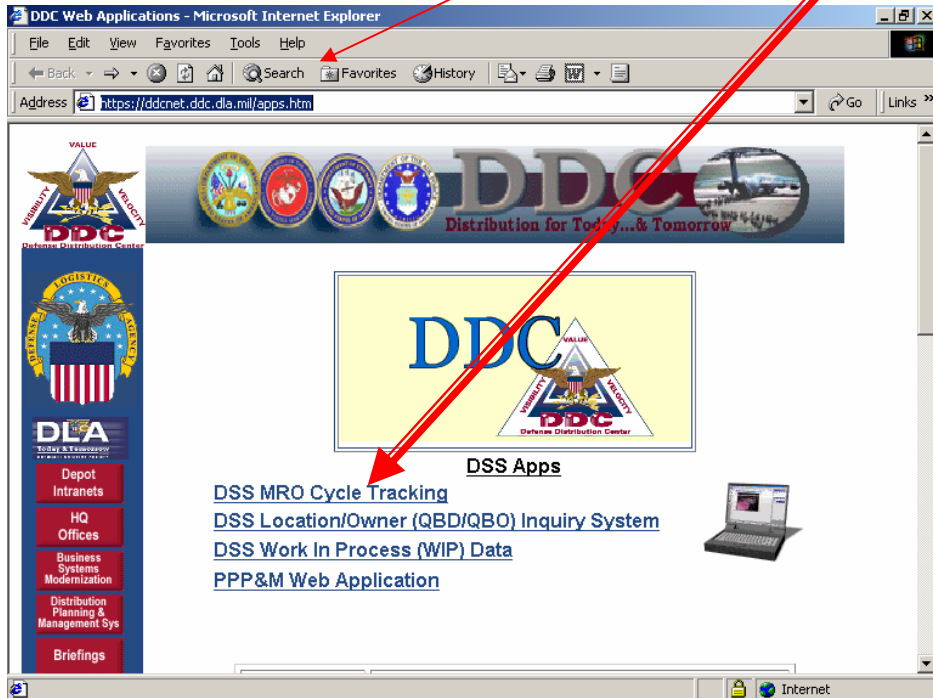 DDC Web Applications - Microsoft Internet Explorer
File Edit View Favorites Tools Help
Back Search Favorites History
Address https://ddcnet.ddc.dla.mil/apps.htm Go Links »
VALUE
VISIBILITY
VELOCITY
DDC
Defense Distribution Center
DDC
Distribution for Today...& Tomorrow
DEFENSE LOGISTICS AGENCY
DDC
VALUE
VISIBILITY
VELOCITY
DDC
Defense Distribution Center
DLA
Today & Tomorrow
Depot
Intranets
HQ
Offices
Business
Systems
Modernization
Distribution
Planning &
Management Sys
Briefings
DSS Apps
DSS MRO Cycle Tracking
DSS Location/Owner (QBD/QBO) Inquiry System
DSS Work In Process (WIP) Data
PPP&M Web Application
Internet